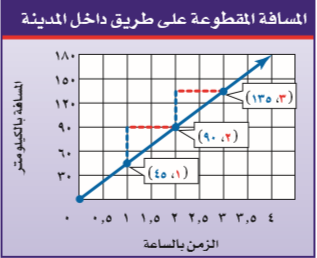 المسافة المقطوعة على طريق داخل المدينة
المسافة بالكيلومتر
١٨٠
١٥٠
١٢٠
٩٠
٦٠
٣٠
(٣، ١٣٥)
(٢، ٩٠)
(١، ٤٥)
٠ ٠,٥ ١ ١,٥ ٢ ٢,٥ ٣ ٣,٥ ٤
الزمن بالساعة